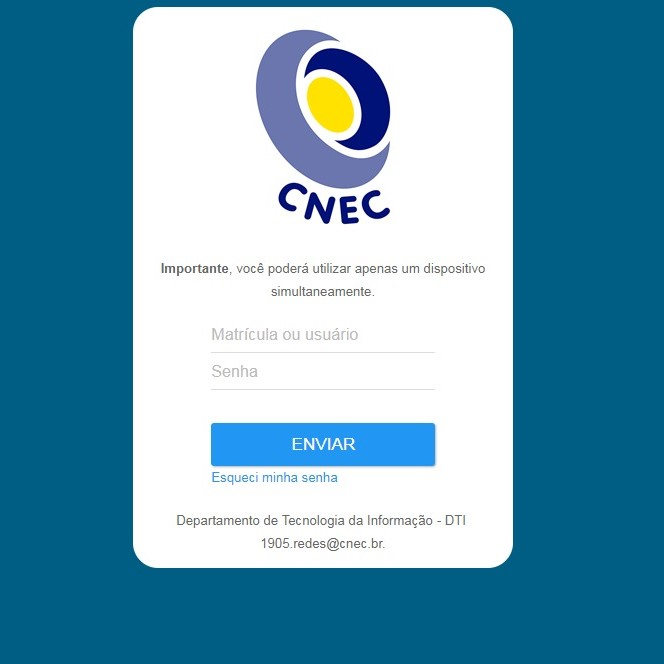 CNEC
Importante, você poderá utilizar apenas um dispositivo
simultaneamente.
Matrícula ou usuário
Senha
ENVIAR
Esqueci minha senha
Departamento de Tecnologia da Informação - DTI
1905.redes@cnec.br.